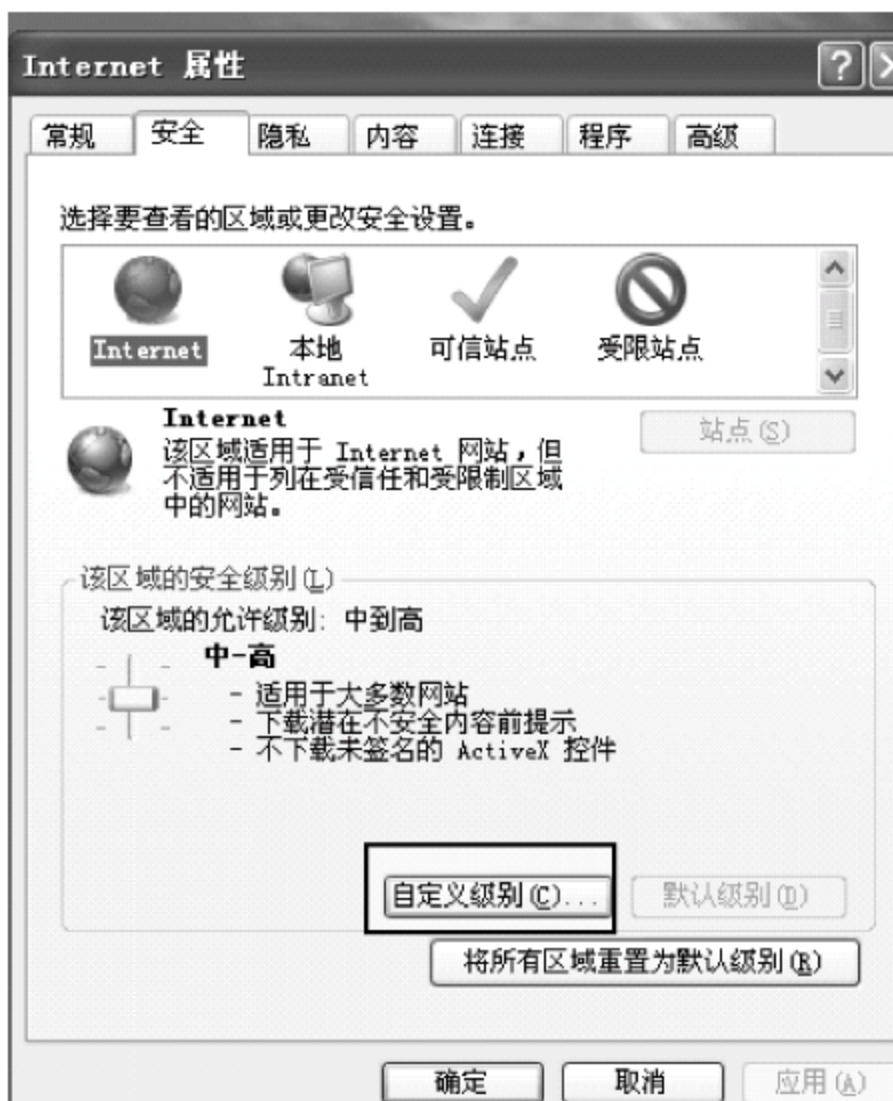 Internet 属性
常规 安全 隐私 内容 连接 程序 高级
选择要查看的区域或更改安全设置。
Internet 本地 可信站点 受限站点
Intranet
Internet
站点(S)
该区域适用于 Internet 网站，但
不适用于列在受信任和受限制区域
中的网站。
该区域的安全级别(L)
该区域的允许级别: 中到高
中-高
- 适用于大多数网站
- 下载潜在不安全内容前提示
- 不下载未签名的 ActiveX 控件
自定义级别(C)... 默认级别(D)
将所有区域重置为默认级别(R)
确定 取消 应用(A)